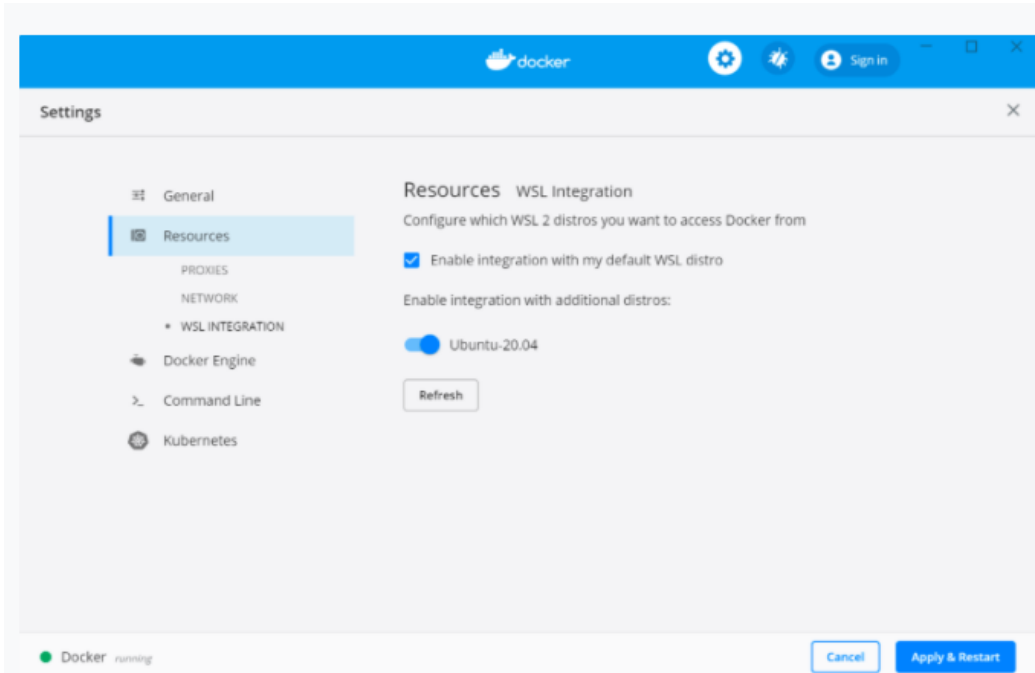 docker
Sign in
Settings
General
Resources
PROXIES
NETWORK
WSL INTEGRATION
Docker Engine
Command Line
Kubernetes
Resources WSL Integration
Configure which WSL 2 distros you want to access Docker from
Enable integration with my default WSL distro
Enable integration with additional distros:
Ubuntu-20.04
Refresh
Docker running
Cancel
Apply & Restart